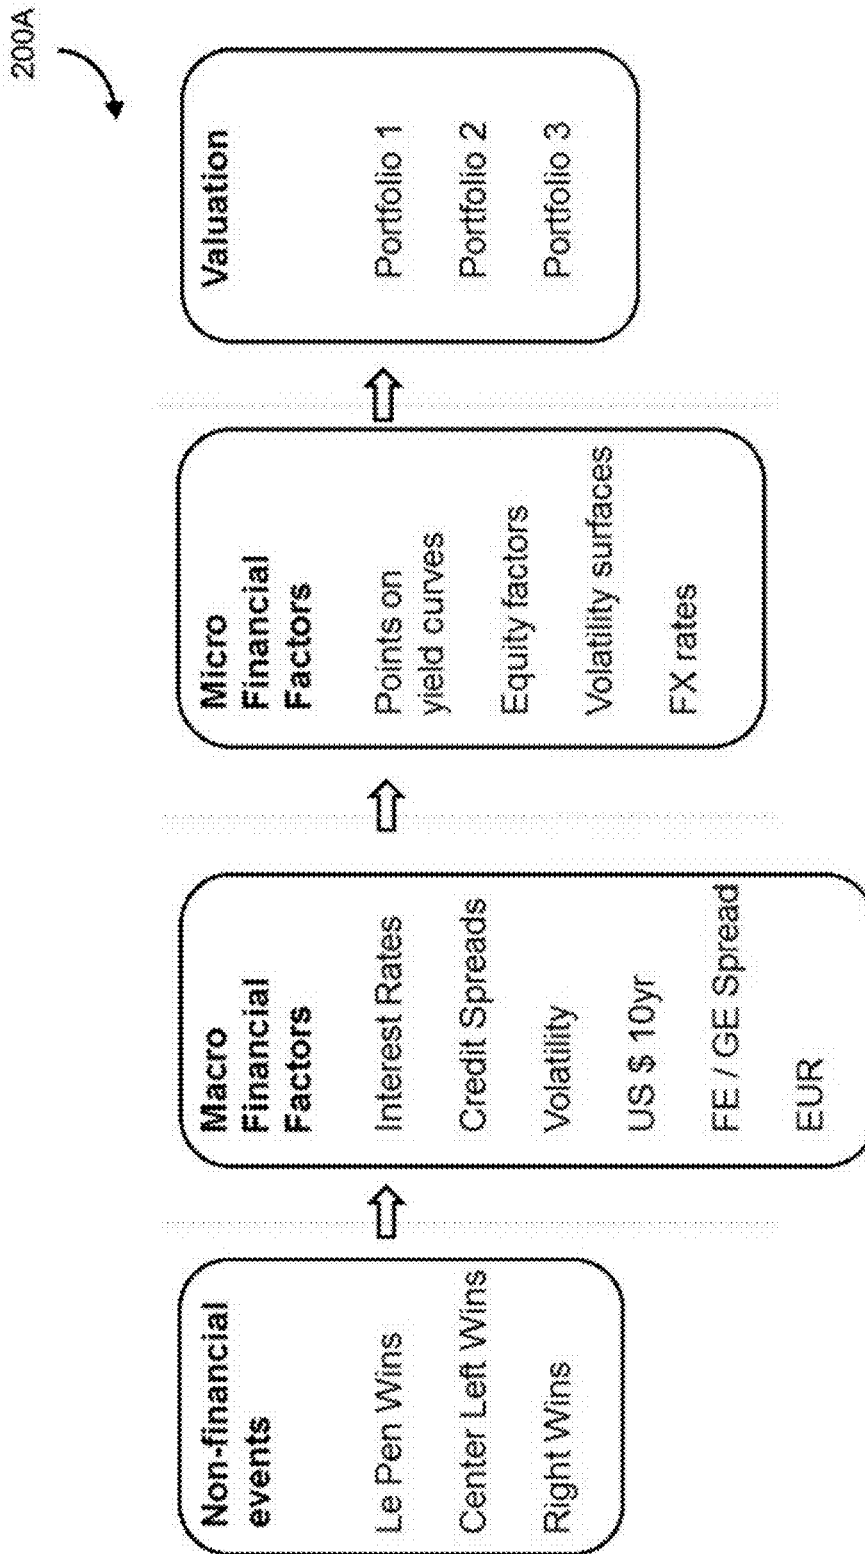 200A
Non-financial
events
Le Pen Wins
Center Left Wins
Right Wins
Macro
Financial
Factors
Interest Rates
Credit Spreads
Volatility
US $ 10yr
FE / GE Spread
EUR
Micro
Financial
Factors
Points on
yield curves
Equity factors
Volatility surfaces
FX rates
Valuation
Portfolio 1
Portfolio 2
Portfolio 3